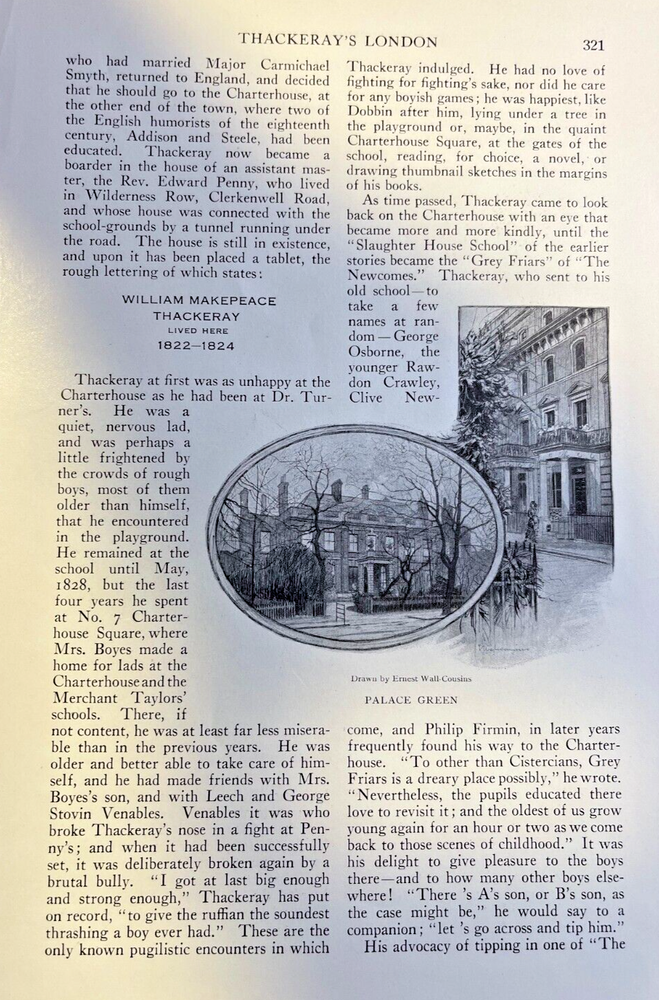 THACKERAY'S LONDON
321
who had married Major Carmichael
Smyth, returned to England, and decided
that he should go to the Charterhouse, at
the other end of the town, where two of
the English humorists of the eighteenth
century, Addison and Steele, had been
educated. Thackeray now became a
boarder in the house of an assistant mas-
ter, the Rev. Edward Penny, who lived
in Wilderness Row, Clerkenwell Road,
and whose house was connected with the
school-grounds by a tunnel running under
the road. The house is still in existence,
and upon it has been placed a tablet, the
rough lettering of which states:
WILLIAM MAKEPEACE
THACKERAY
LIVED HERE
1822–1824
Thackeray at first was as unhappy at the
Charterhouse as he had been at Dr. Tur-
ner's. He was a
quiet, nervous lad,
and was perhaps a
little frightened by
the crowds of rough
boys, most of them
older than himself,
that he encountered
in the playground.
He remained at the
school until May,
1828, but the last
four years he spent
at No. 7 Charter-
house Square, where
Mrs. Boyes made a
home for lads at the
Charterhouse and the
Merchant Taylors'
schools. There, if
not content, he was at least far less misera-
ble than in the previous years. He was
older and better able to take care of him-
self, and he had made friends with Mrs.
Boyes's son, and with Leech and George
Stovin Venables. Venables it was who
broke Thackeray's nose in a fight at Pen-
ny's; and when it had been successfully
set, it was deliberately broken again by a
brutal bully. "I got at last big enough
and strong enough," Thackeray has put
on record, "to give the ruffian the soundest
thrashing a boy ever had." These are the
only known pugilistic encounters in which
Thackeray indulged. He had no love of
fighting for fighting's sake, nor did he care
for any boyish games; he was happiest, like
Dobbin after him, lying under a tree in
the playground or, maybe, in the quaint
Charterhouse Square, at the gates of the
school, reading, for choice, a novel, or
drawing thumbnail sketches in the margins
of his books.
As time passed, Thackeray came to look
back on the Charterhouse with an eye that
became more and more kindly, until the
"Slaughter House School" of the earlier
stories became the "Grey Friars" of "The
Newcomes." Thackeray, who sent to his
old school—to
take a few
names at ran-
dom—George
Osborne, the
younger Raw-
don Crawley,
Clive New-
Drawn by Ernest Wall-Cousins
PALACE GREEN
come, and Philip Firmin, in later years
frequently found his way to the Charter-
house. "To other than Cistercians, Grey
Friars is a dreary place possibly," he wrote.
"Nevertheless, the pupils educated there
love to revisit it; and the oldest of us grow
young again for an hour or two as we come
back to those scenes of childhood." It was
his delight to give pleasure to the boys
there—and to how many other boys else-
where! "There 's A's son, or B's son, as
the case might be," he would say to a
companion; "let 's go across and tip him."
His advocacy of tipping in one of "The